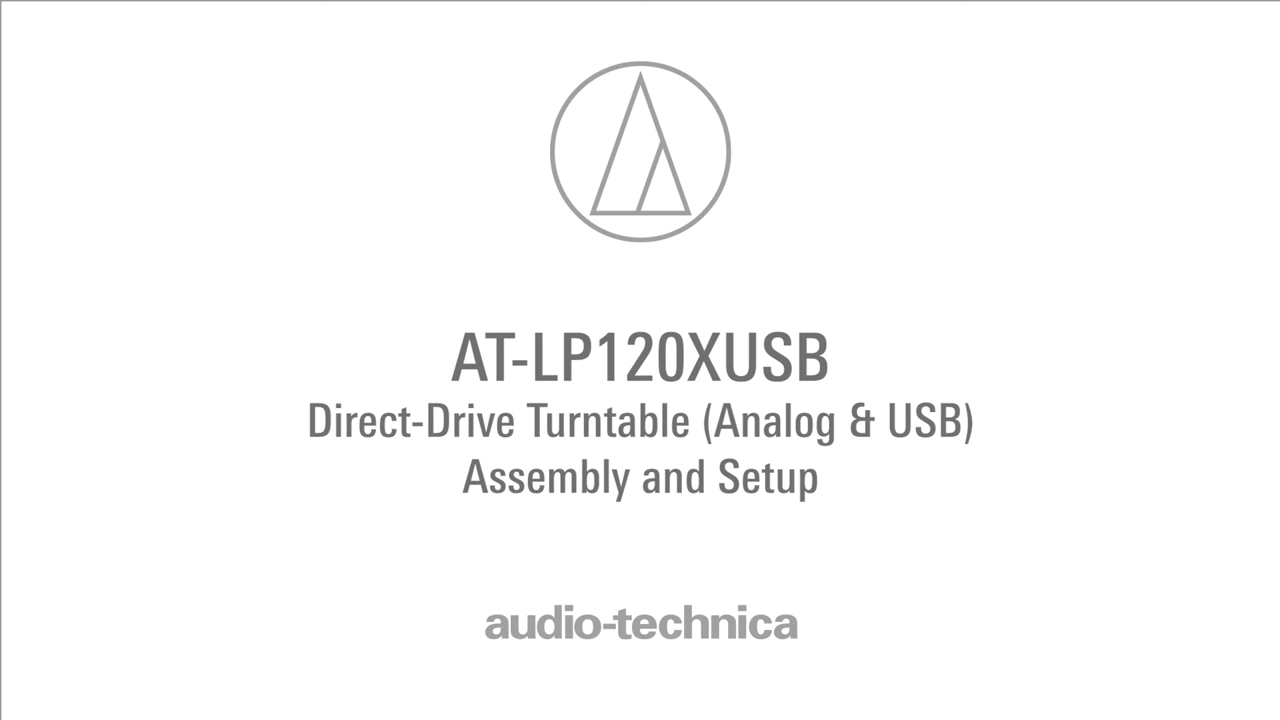 AT-LP120XUSB
Direct-Drive Turntable (Analog & USB)
Assembly and Setup
audio-technica